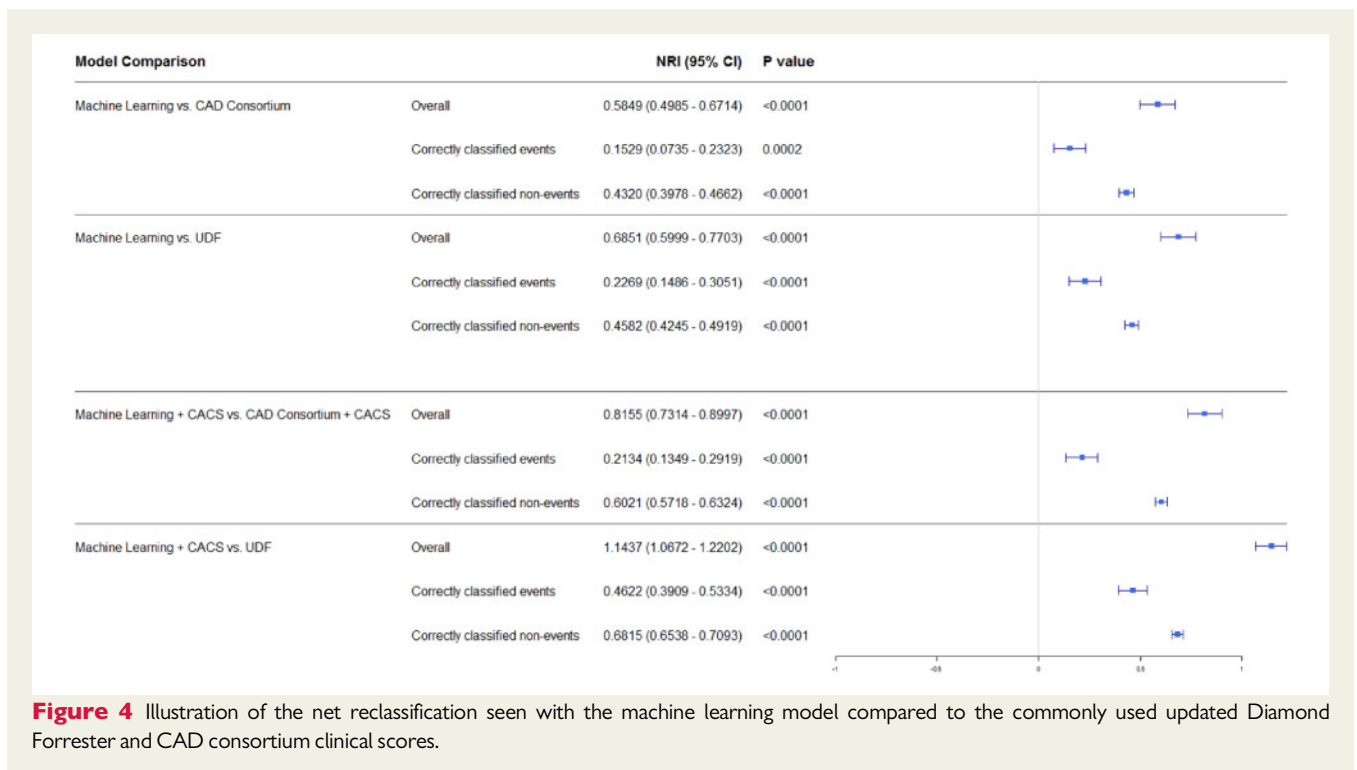 Model Comparison NRI (95% CI) P value
Machine Learning vs. CAD Consortium Overall 0.5849 (0.4985 - 0.6714) <0.0001
Correctly classified events 0.1529 (0.0735 - 0.2323) 0.0002
Correctly classified non-events 0.4320 (0.3978 - 0.4662) <0.0001
Machine Learning vs. UDF Overall 0.6851 (0.5999 - 0.7703) <0.0001
Correctly classified events 0.2269 (0.1486 - 0.3051) <0.0001
Correctly classified non-events 0.4582 (0.4245 - 0.4919) <0.0001
Machine Learning + CACS vs. CAD Consortium + CACS Overall 0.8155 (0.7314 - 0.8997) <0.0001
Correctly classified events 0.2134 (0.1349 - 0.2919) <0.0001
Correctly classified non-events 0.6021 (0.5718 - 0.6324) <0.0001
Machine Learning + CACS vs. UDF Overall 1.1437 (1.0672 - 1.2202) <0.0001
Correctly classified events 0.4622 (0.3909 - 0.5334) <0.0001
Correctly classified non-events 0.6815 (0.6538 - 0.7093) <0.0001
-1 -0.5 0 0.5 1
Figure 4 Illustration of the net reclassification seen with the machine learning model compared to the commonly used updated Diamond
Forrester and CAD consortium clinical scores.